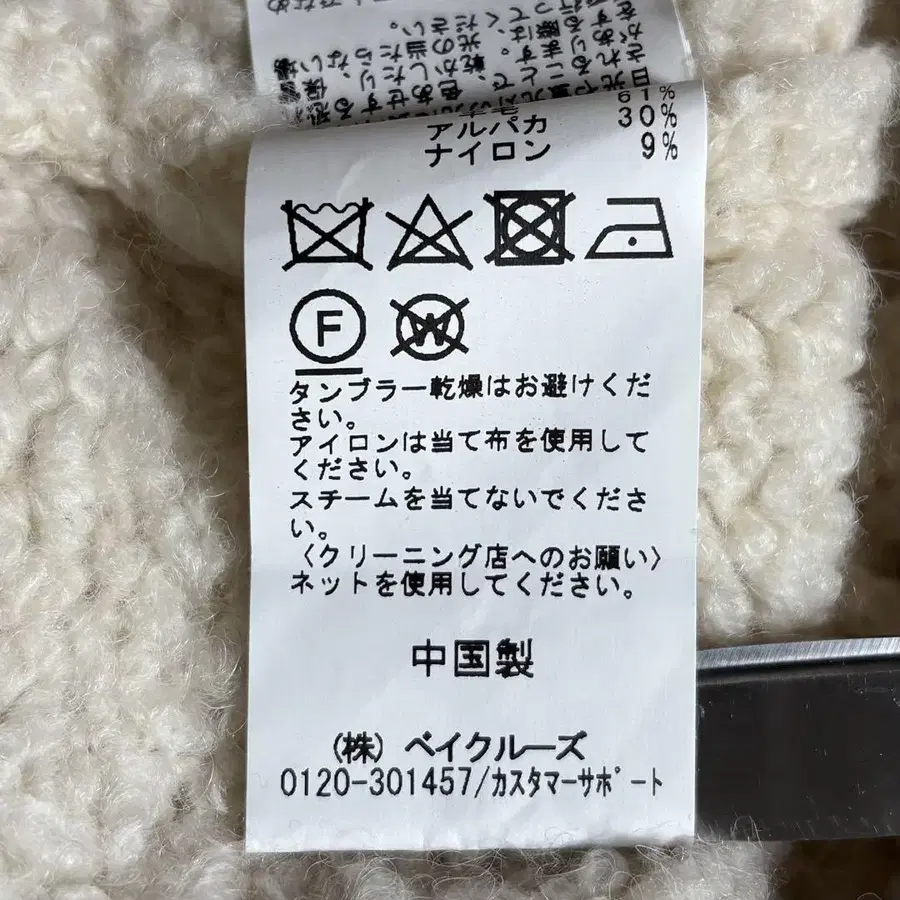 61%
アルパカ 30%
ナイロン 9%
F
W
タンブラー乾燥はお避けくだ
さい。
アイロンは当て布を使用して
ください。
スチームを当てないでくださ
い。
〈クリーニング店へのお願い〉
ネットを使用してください。
中国製
(株) ベイクルーズ
0120-301457/カスタマーサポート